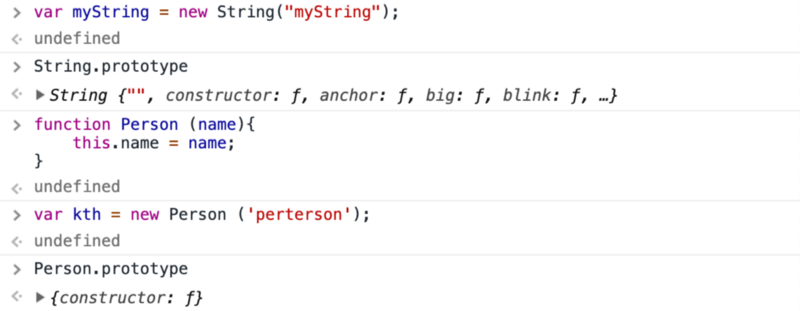 > var myString = new String("myString");
<· undefined
> String.prototype
<· ▶String {"", constructor: ƒ, anchor: ƒ, big: ƒ, blink: ƒ, …}
> function Person (name){
this.name = name;
}
<· undefined
> var kth = new Person ('perterson');
<· undefined
> Person.prototype
<· ▶{constructor: ƒ}